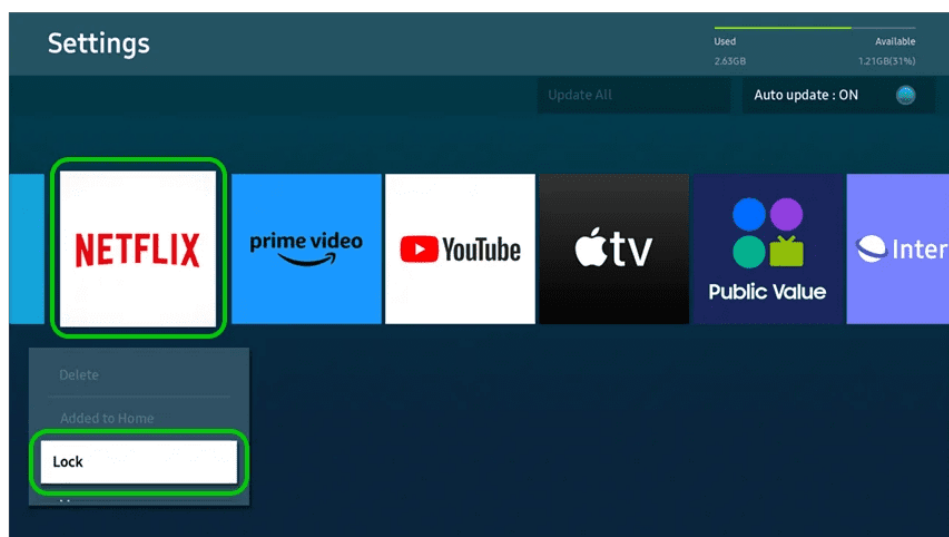 Settings
Used
Available
2.63GB
1.21GB(31%)
Update All
Auto update : ON
NETFLIX
prime video
YouTube
tv
Public Value
Inter
Delete
Added to Home
Lock